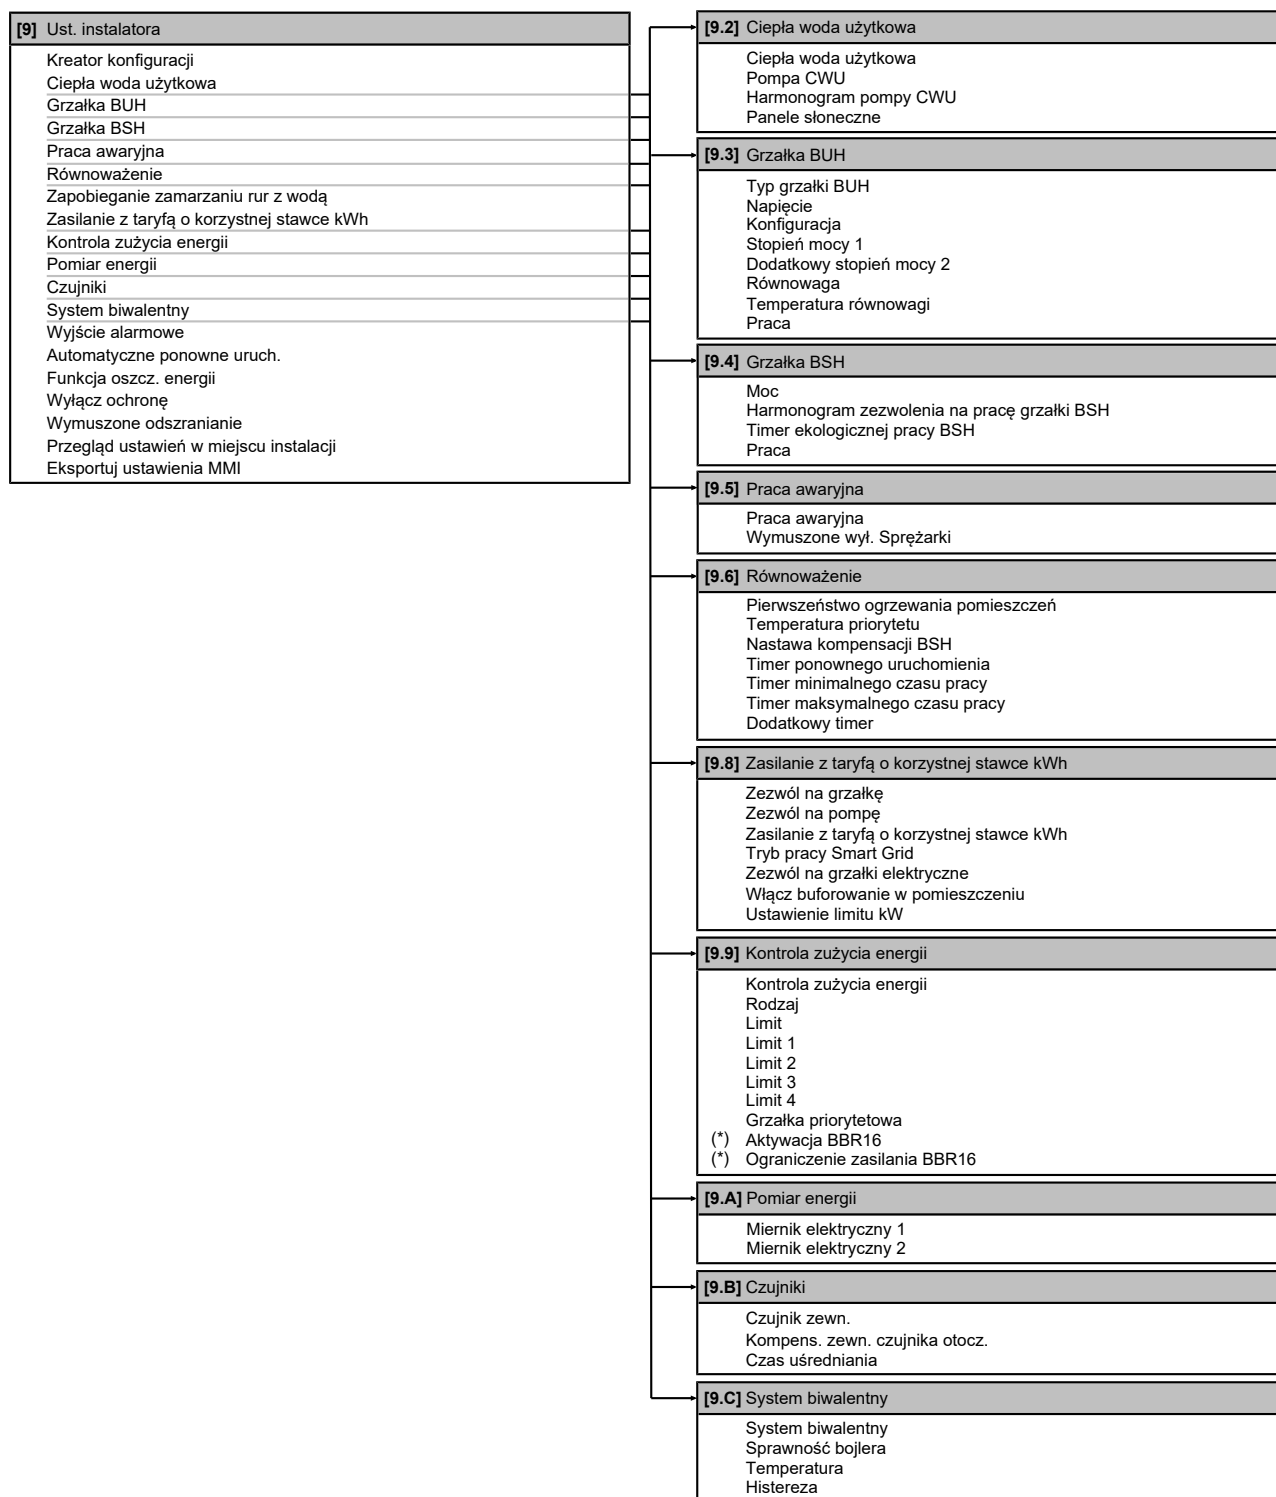 [9] Ust. instalatora
Kreator konfiguracji
Ciepła woda użytkowa
Grzałka BUH
Grzałka BSH
Praca awaryjna
Równoważenie
Zapobieganie zamarzaniu rur z wodą
Zasilanie z taryfą o korzystnej stawce kWh
Kontrola zużycia energii
Pomiar energii
Czujniki
System biwalentny
Wyjście alarmowe
Automatyczne ponowne uruch.
Funkcja oszcz. energii
Wyłącz ochronę
Wymuszone odszranianie
Przegląd ustawień w miejscu instalacji
Eksportuj ustawienia MMI
[9.2] Ciepła woda użytkowa
Ciepła woda użytkowa
Pompa CWU
Harmonogram pompy CWU
Panele słoneczne
[9.3] Grzałka BUH
Typ grzałki BUH
Napięcie
Konfiguracja
Stopień mocy 1
Dodatkowy stopień mocy 2
Równowaga
Temperatura równowagi
Praca
[9.4] Grzałka BSH
Moc
Harmonogram zezwolenia na pracę grzałki BSH
Timer ekologicznej pracy BSH
Praca
[9.5] Praca awaryjna
Praca awaryjna
Wymuszone wył. Sprężarki
[9.6] Równoważenie
Pierwszeństwo ogrzewania pomieszczeń
Temperatura priorytetu
Nastawa kompensacji BSH
Timer ponownego uruchomienia
Timer minimalnego czasu pracy
Timer maksymalnego czasu pracy
Dodatkowy timer
[9.8] Zasilanie z taryfą o korzystnej stawce kWh
Zezwól na grzałkę
Zezwól na pompę
Zasilanie z taryfą o korzystnej stawce kWh
Tryb pracy Smart Grid
Zezwól na grzałki elektryczne
Włącz buforowanie w pomieszczeniu
Ustawienie limitu kW
[9.9] Kontrola zużycia energii
Kontrola zużycia energii
Rodzaj
Limit
Limit 1
Limit 2
Limit 3
Limit 4
Grzałka priorytetowa
(*) Aktywacja BBR16
(*) Ograniczenie zasilania BBR16
[9.A] Pomiar energii
Miernik elektryczny 1
Miernik elektryczny 2
[9.B] Czujniki
Czujnik zewn.
Kompens. zewn. czujnika otocz.
Czas uśredniania
[9.C] System biwalentny
System biwalentny
Sprawność bojlera
Temperatura
Histereza